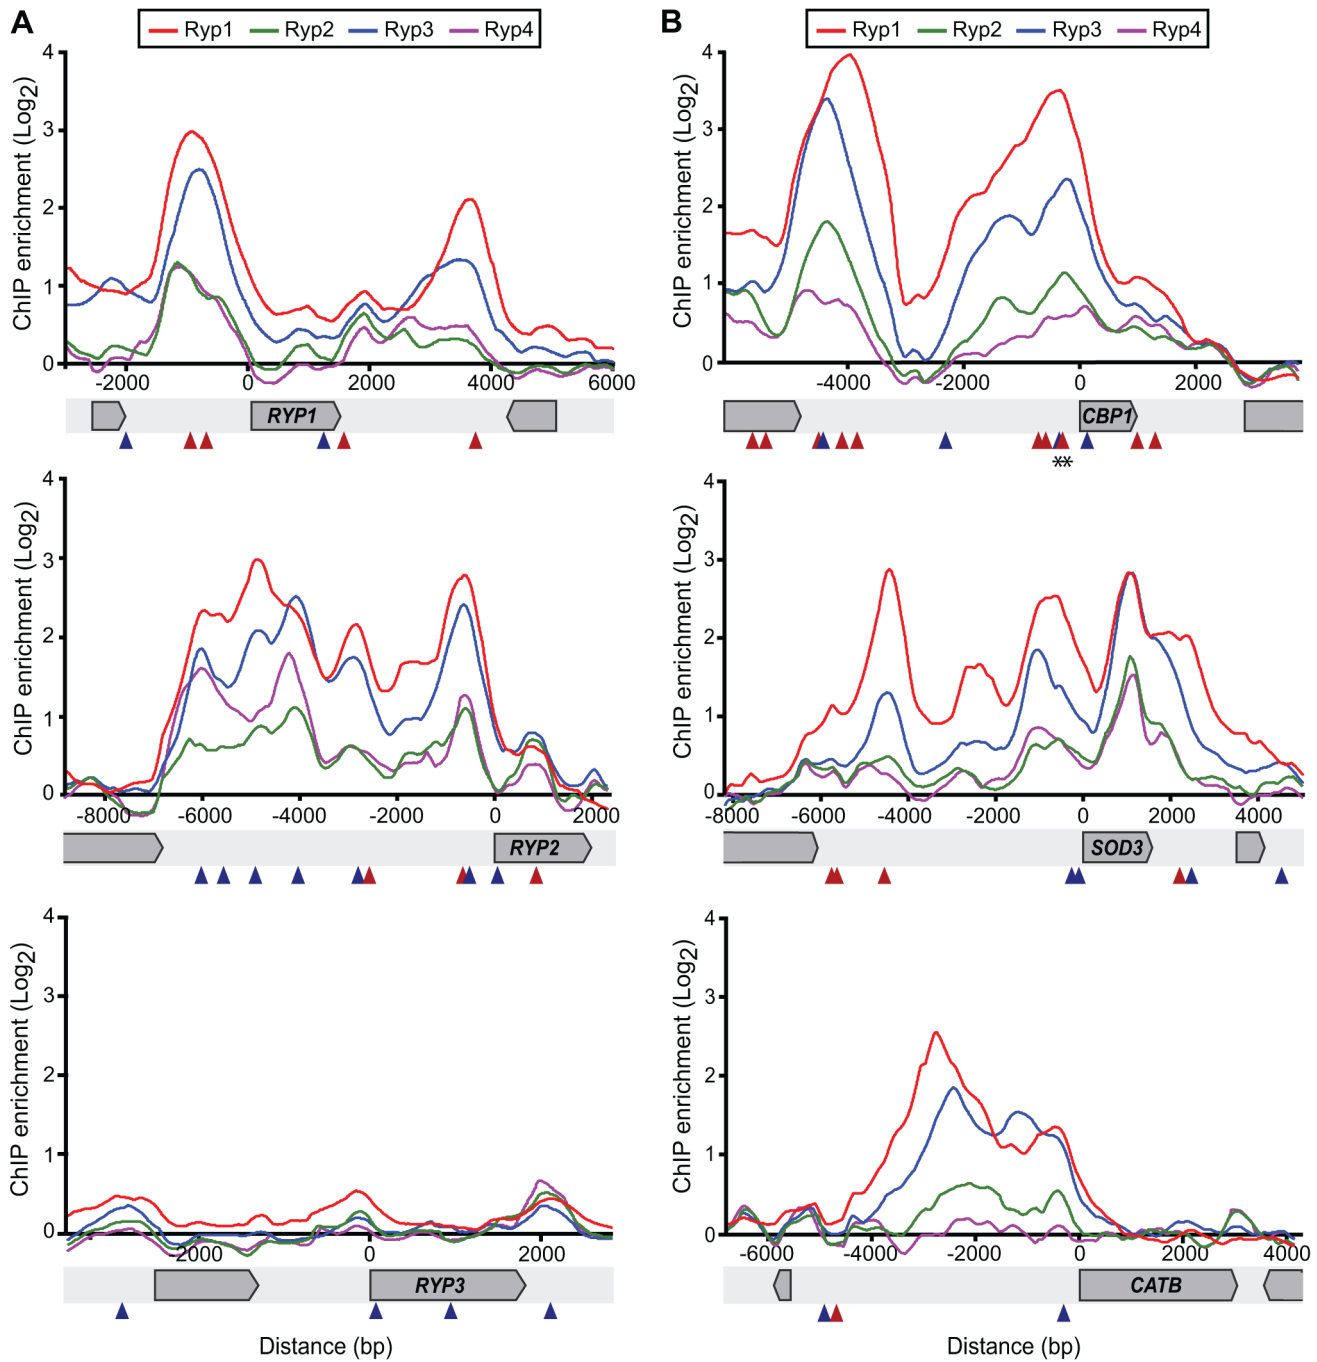 A
Ryp1 Ryp2 Ryp3 Ryp4
ChIP enrichment (Log2)
4
3
2
1
0
-2000 0 2000 4000 6000
RYP1
ChIP enrichment (Log2)
4
3
2
1
0
-8000 -6000 -4000 -2000 0 2000
RYP2
ChIP enrichment (Log2)
4
3
2
1
0
-2000 0 2000
RYP3
Distance (bp)
B
Ryp1 Ryp2 Ryp3 Ryp4
ChIP enrichment (Log2)
4
3
2
1
0
-4000 -2000 0 2000
CBP1
**
ChIP enrichment (Log2)
4
3
2
1
0
-8000 -6000 -4000 -2000 0 2000 4000
SOD3
ChIP enrichment (Log2)
4
3
2
1
0
-6000 -4000 -2000 0 2000 4000
CATB
Distance (bp)